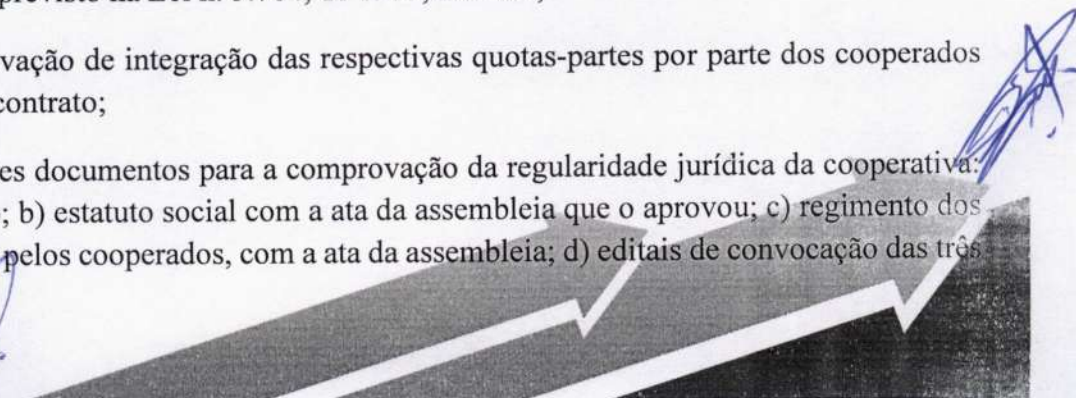 vação de integração das respectivas quotas-partes por parte dos cooperados
contrato;
es documentos para a comprovação da regularidade jurídica da cooperativa:
; b) estatuto social com a ata da assembleia que o aprovou; c) regimento dos
pelos cooperados, com a ata da assembleia; d) editais de convocação das três